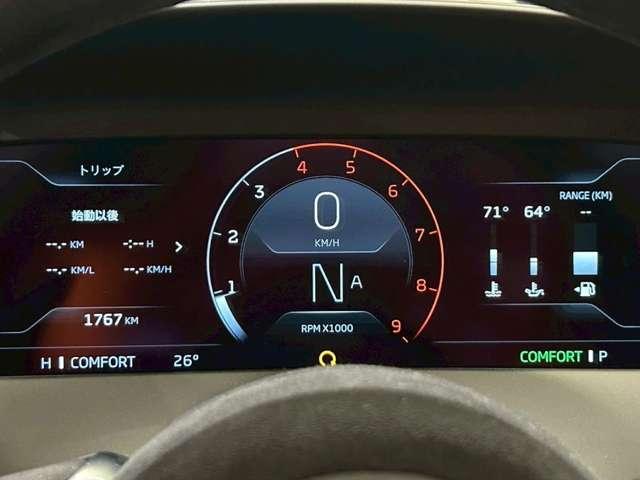 トリップ
始動以後
--.- KM -:-- H
--.- KM/L --.- KM/H
1767 KM
H COMFORT 26°
1 2 3 4 5 6 7 8 9
0
KM/H
N A
RPM X1000
RANGE (KM)
71° 64° --
COMFORT P